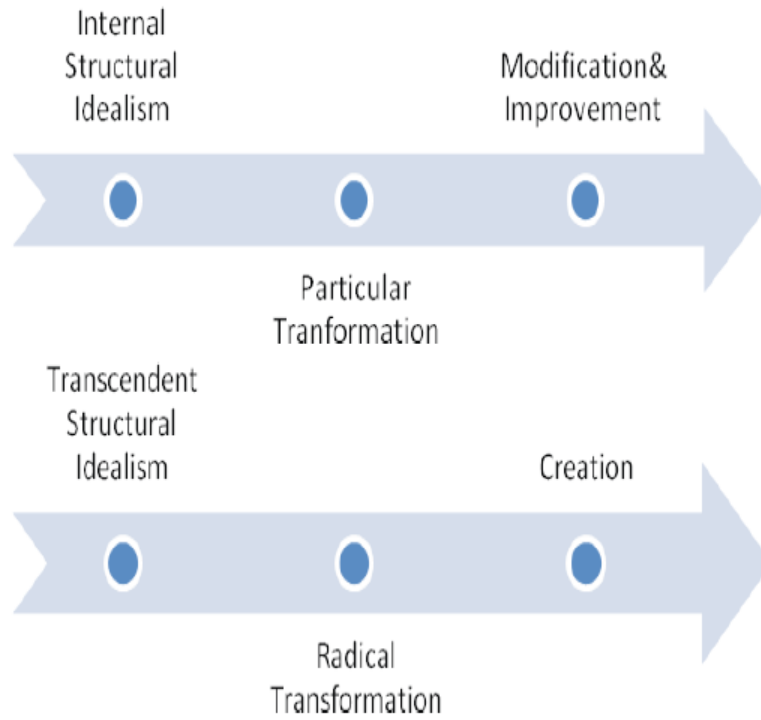 Internal
Structural
Idealism
Modification&
Improvement
Particular
Tranformation
Transcendent
Structural
Idealism
Creation
Radical
Transformation